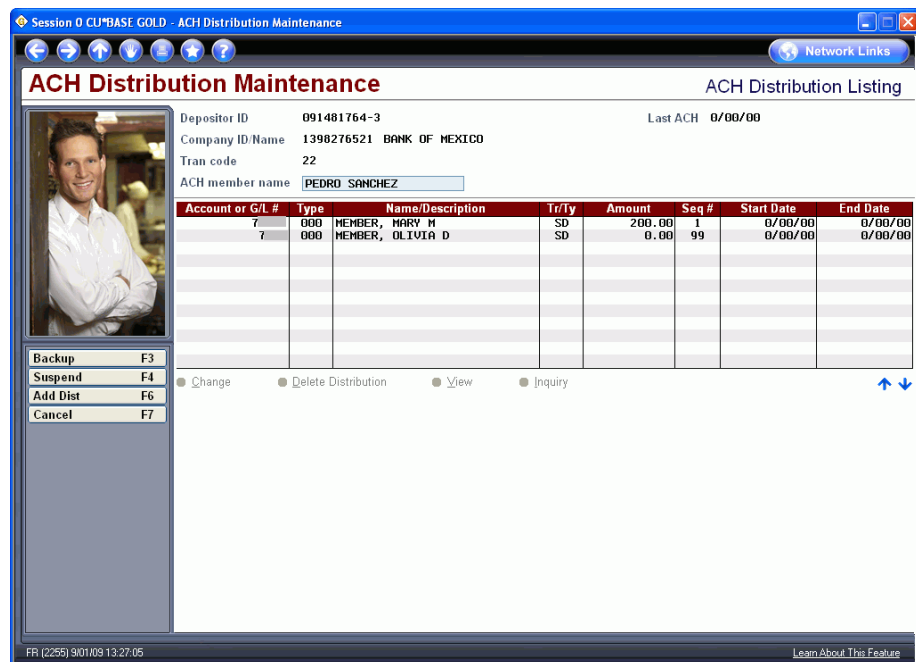 Session 0 CU*BASE GOLD - ACH Distribution Maintenance
Network Links
ACH Distribution Maintenance
ACH Distribution Listing
Depositor ID 091481764-3 Last ACH 0/00/00
Company ID/Name 1398276521 BANK OF MEXICO
Tran code 22
ACH member name PEDRO SANCHEZ
Account or G/L # Type Name/Description Tr/Ty Amount Seq # Start Date End Date
7 000 MEMBER, MARY M SD 200.00 1 0/00/00 0/00/00
7 000 MEMBER, OLIVIA D SD 0.00 99 0/00/00 0/00/00
Change Delete Distribution View Inquiry
Backup F3
Suspend F4
Add Dist F6
Cancel F7
FR (2255) 9/01/09 13:27:05
Learn About This Feature